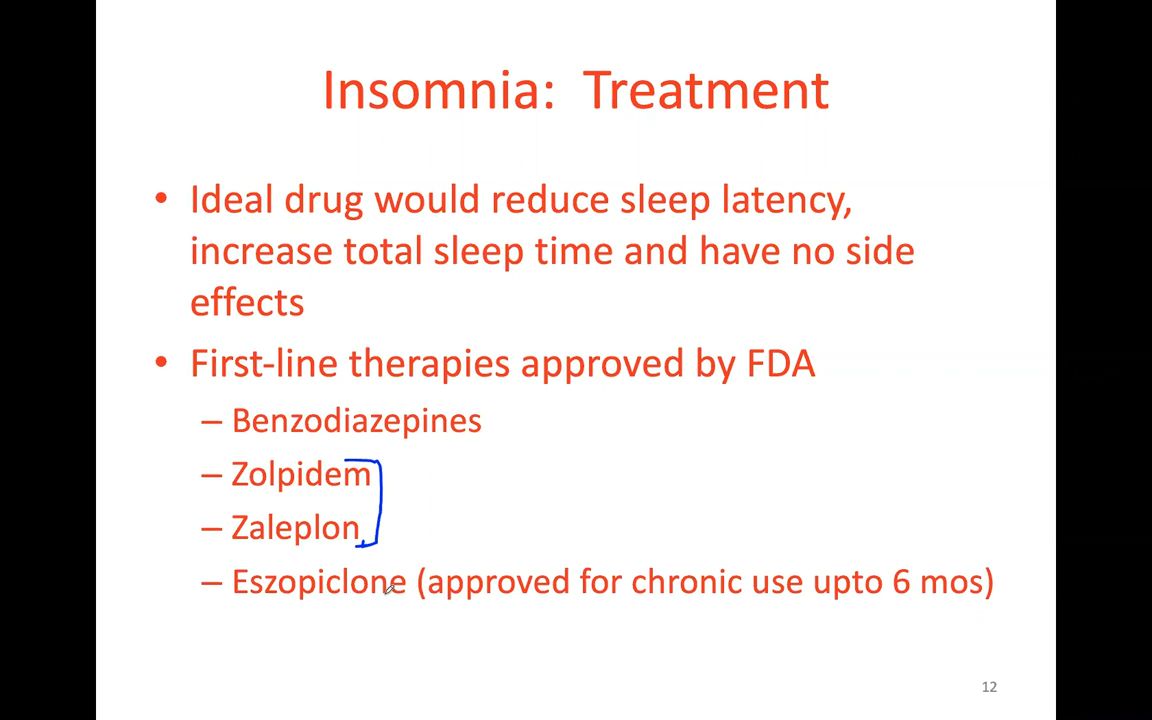 Insomnia: Treatment
• Ideal drug would reduce sleep latency,
increase total sleep time and have no side
effects
• First-line therapies approved by FDA
– Benzodiazepines
– Zolpidem
– Zaleplon
– Eszopiclone (approved for chronic use upto 6 mos)
12